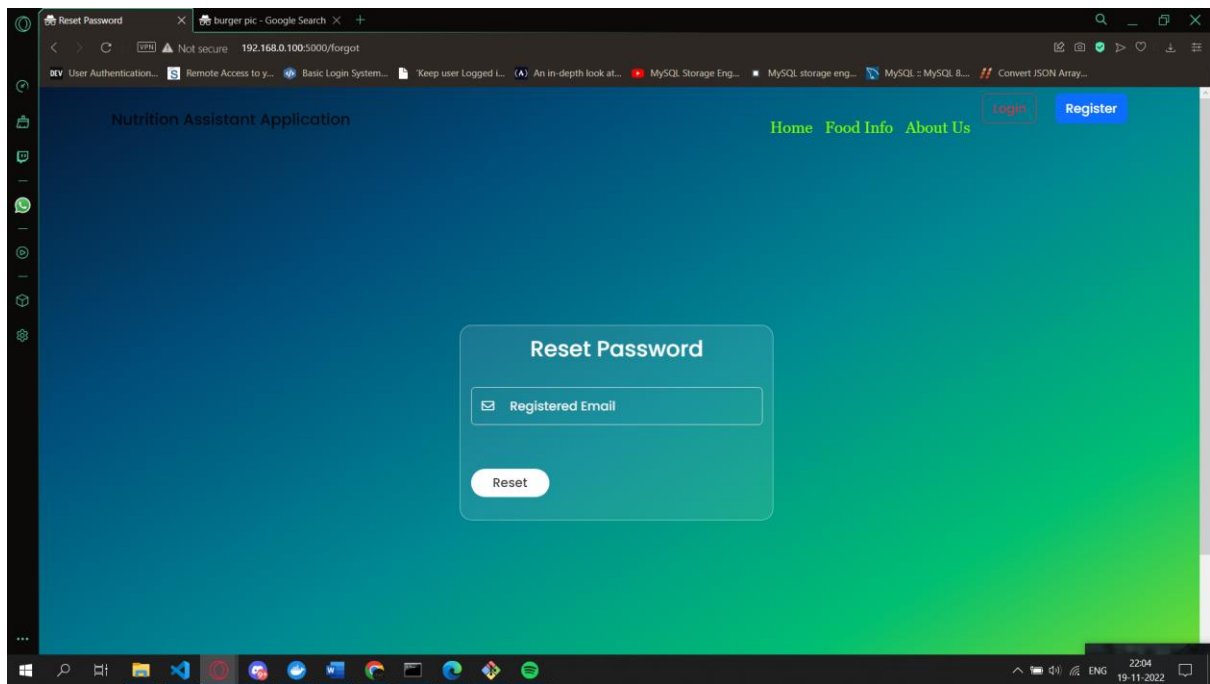 Reset Password
burger pic - Google Search
VPN
Not secure 192.168.0.100:5000/forgot
DEV User Authentication...
S Remote Access to y...
Basic Login System...
'Keep user Logged i...
(A) An in-depth look at...
MySQL Storage Eng...
MySQL storage eng...
MySQL :: MySQL 8....
Convert JSON Array...
Nutrition Assistant Application
Home Food Info About Us
Login
Register
Reset Password
Registered Email
Reset
ENG
22:04
19-11-2022